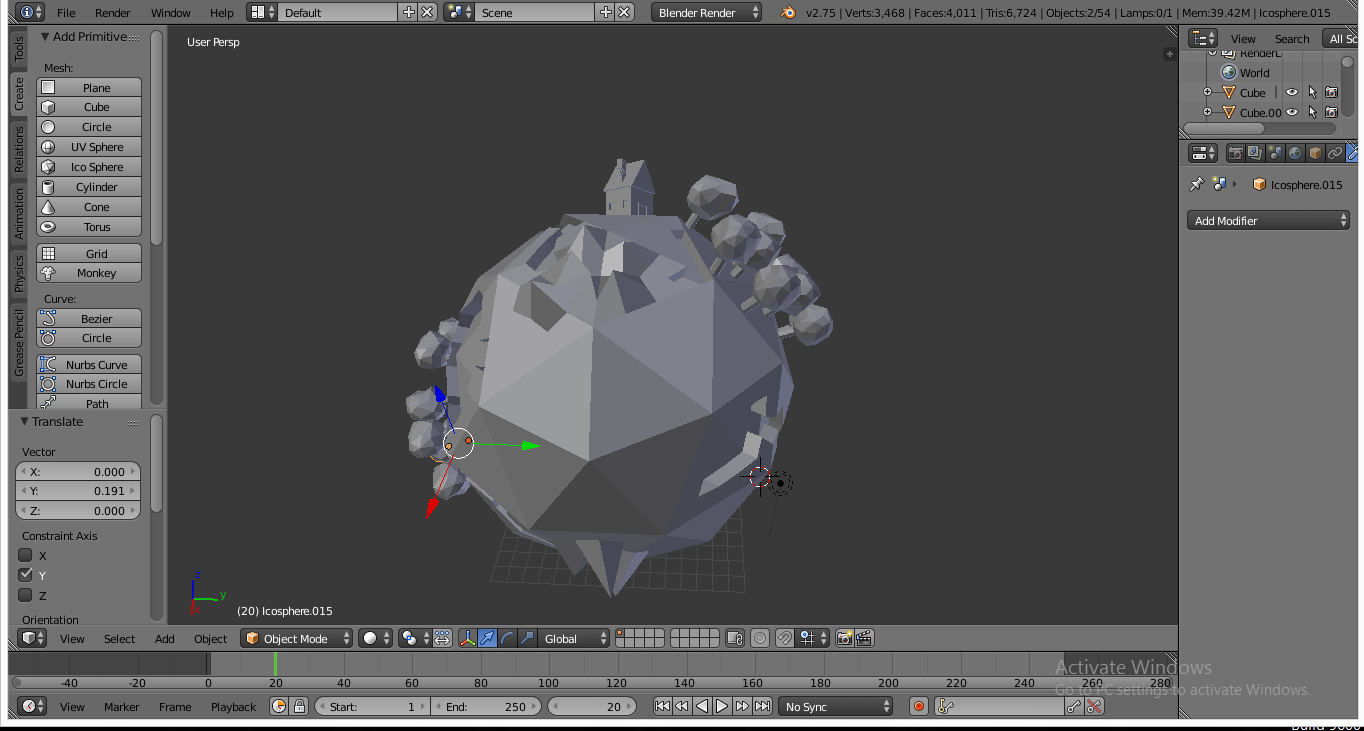 File Render Window Help Default Scene Blender Render v2.75 | Verts:3,468 | Faces:4,011 | Tris:6,724 | Objects:2/54 | Lamps:0/1 | Mem:39.42M | Icosphere.015
Tools
Create
Relations
Animation
Physics
Grease Pencil
Add Primitive
Mesh:
Plane
Cube
Circle
UV Sphere
Ico Sphere
Cylinder
Cone
Torus
Grid
Monkey
Curve:
Bezier
Circle
Nurbs Curve
Nurbs Circle
Path
Translate
Vector
X: 0.000
Y: 0.191
Z: 0.000
Constraint Axis
X
Y
Z
Orientation
User Persp
z
y
x
(20) Icosphere.015
View Select Add Object Object Mode Global
-40 -20 0 20 40 60 80 100 120 140 160 180 200 220 240 260 280
View Marker Frame Playback Start: 1 End: 250 20 No Sync
View Search All Sc
RenderL
World
Cube
Cube.00
Icosphere.015
Add Modifier
Activate Windows
Go to PC settings to activate Windows.